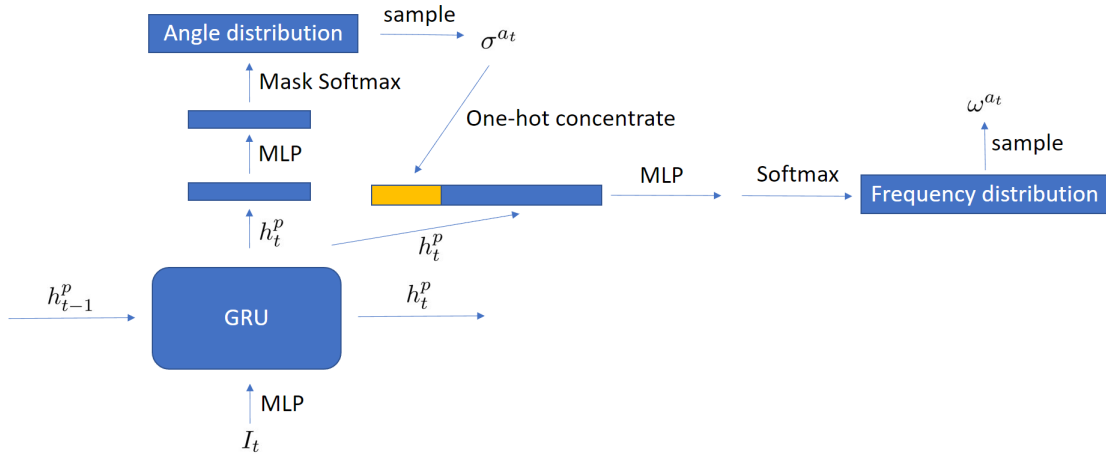 Angle distribution
sample
σ^{a_t}
Mask Softmax
One-hot concentrate
ω^{a_t}
sample
MLP
MLP
Softmax
Frequency distribution
h_t^p
h_t^p
h_{t-1}^p
GRU
h_t^p
MLP
I_t